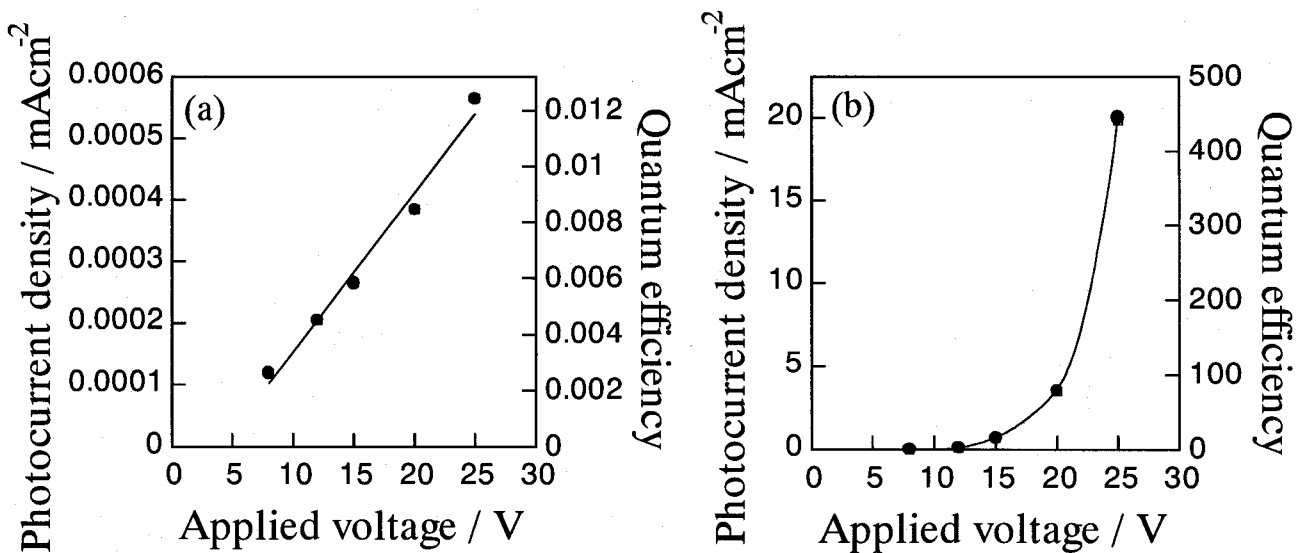 (a)
Photocurrent density / mAcm-2
0.0006
0.0005
0.0004
0.0003
0.0002
0.0001
0
0 5 10 15 20 25 30
Applied voltage / V
0.012
0.01
0.008
0.006
0.004
0.002
0
Quantum efficiency
(b)
Photocurrent density / mAcm-2
20
15
10
5
0
0 5 10 15 20 25 30
Applied voltage / V
500
400
300
200
100
0
Quantum efficiency